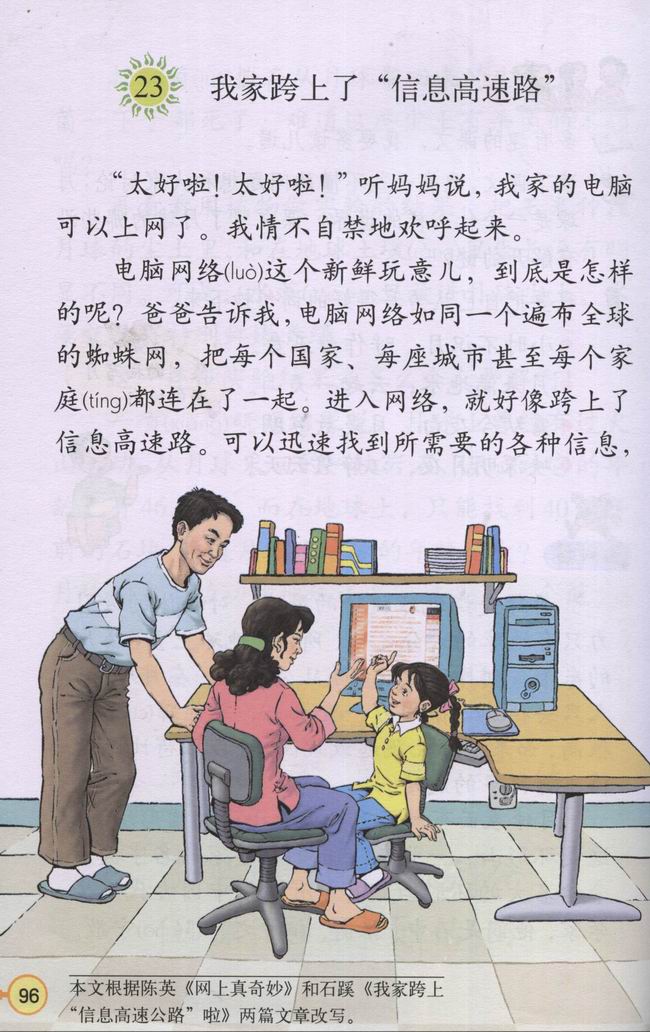 23 我家跨上了“信息高速路”
“太好啦！太好啦！”听妈妈说，我家的电脑
可以上网了。我情不自禁地欢呼起来。
电脑网络(luò)这个新鲜玩意儿，到底是怎样
的呢？爸爸告诉我，电脑网络如同一个遍布全球
的蜘蛛网，把每个国家、每座城市甚至每个家
庭(tíng)都连在了一起。进入网络，就好像跨上了
信息高速路。可以迅速找到所需要的各种信息，
96
本文根据陈英《网上真奇妙》和石蹊《我家跨上
“信息高速公路”啦》两篇文章改写。